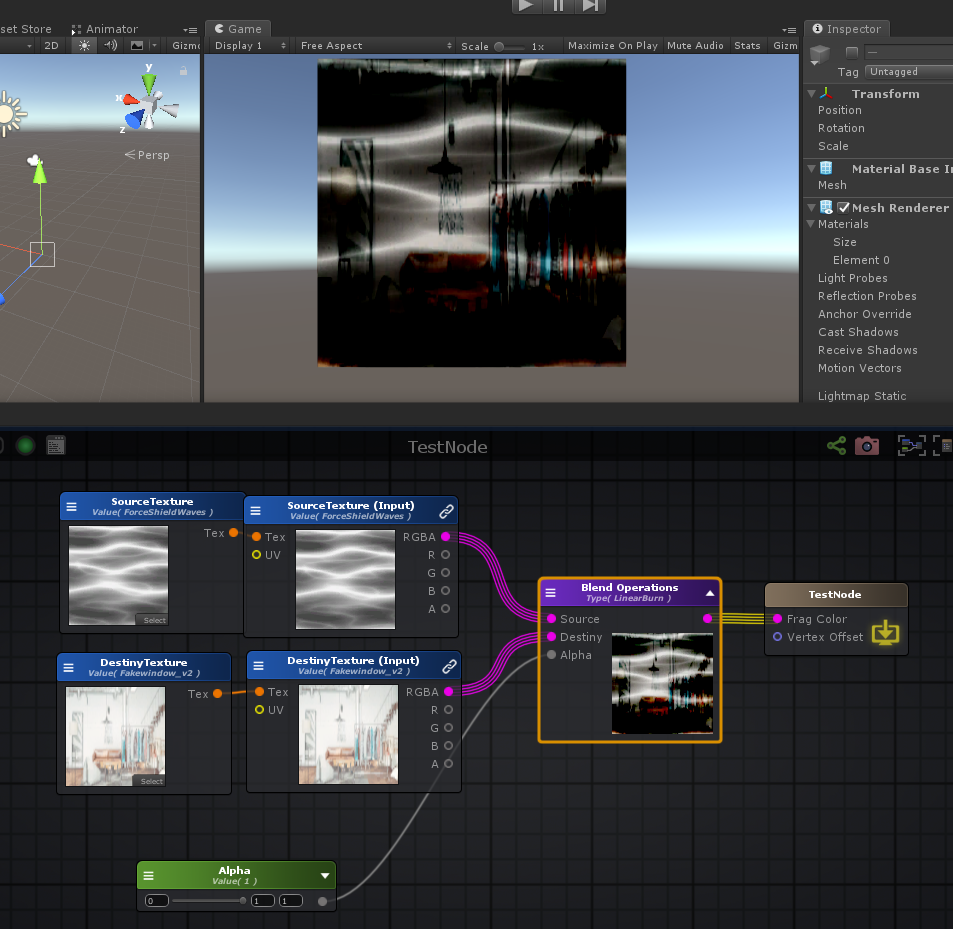 set Store
Animator
Game
Inspector
2D
Gizmo
Display 1
Free Aspect
Scale
1x
Maximize On Play
Mute Audio
Stats
Gizm
Tag
Untagged
y
x
z
Persp
Transform
Position
Rotation
Scale
Material Base In
Mesh
Mesh Renderer
Materials
Size
Element 0
Light Probes
Reflection Probes
Anchor Override
Cast Shadows
Receive Shadows
Motion Vectors
Lightmap Static
TestNode
SourceTexture
Value( ForceShieldWaves )
Tex
Select
SourceTexture (Input)
Value( ForceShieldWaves )
Tex
UV
RGBA
R
G
B
A
DestinyTexture
Value( Fakewindow_v2 )
Tex
Select
DestinyTexture (Input)
Value( Fakewindow_v2 )
Tex
UV
RGBA
R
G
B
A
Blend Operations
Type( LinearBurn )
Source
Destiny
Alpha
TestNode
Frag Color
Vertex Offset
Alpha
Value( 1 )
0
1
1